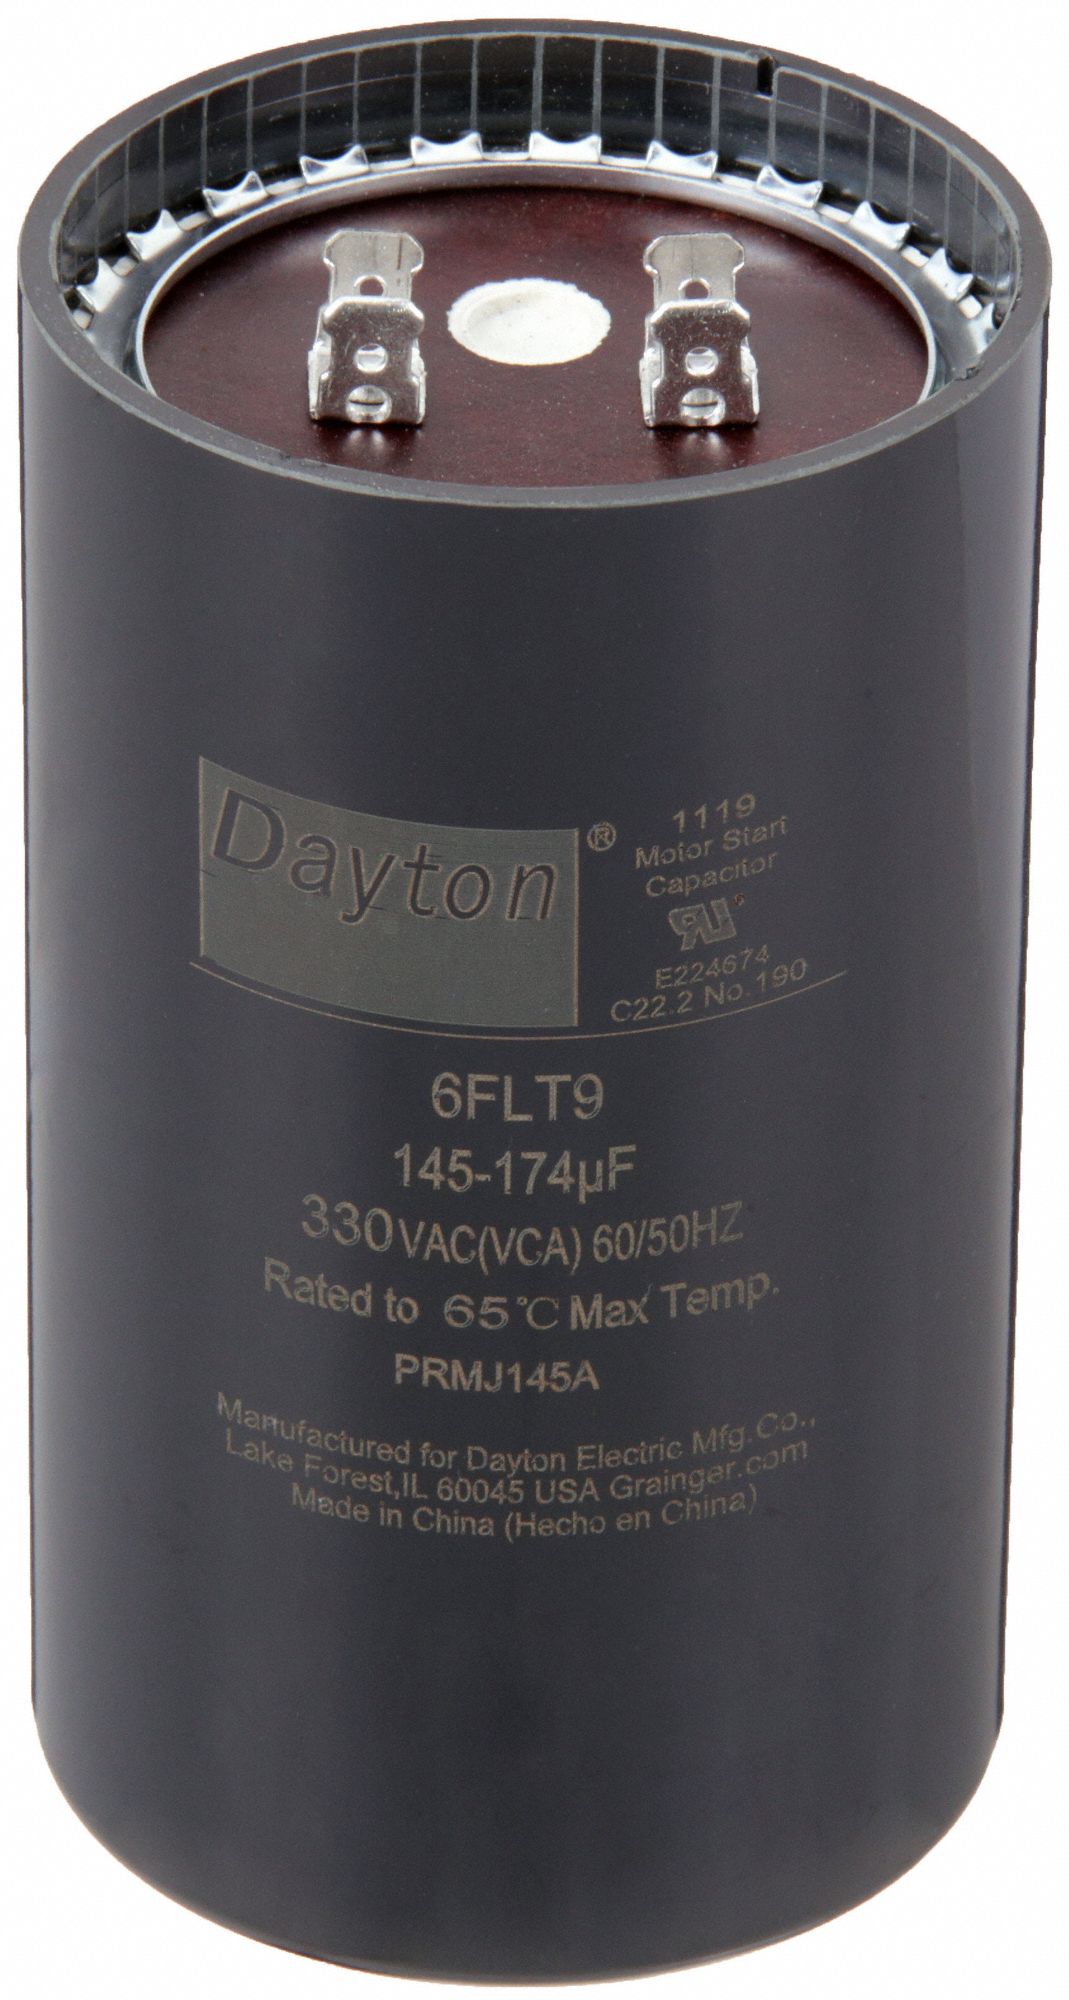 Dayton®
1119
Motor Start
Capacitor
RU®
E224674
C22.2 No.190
6FLT9
145-174µF
330VAC(VCA) 60/50HZ
Rated to 65°C Max Temp.
PRMJ145A
Manufactured for Dayton Electric Mfg.Co.,
Lake Forest,IL 60045 USA Grainger.com
Made in China (Hecho en China)